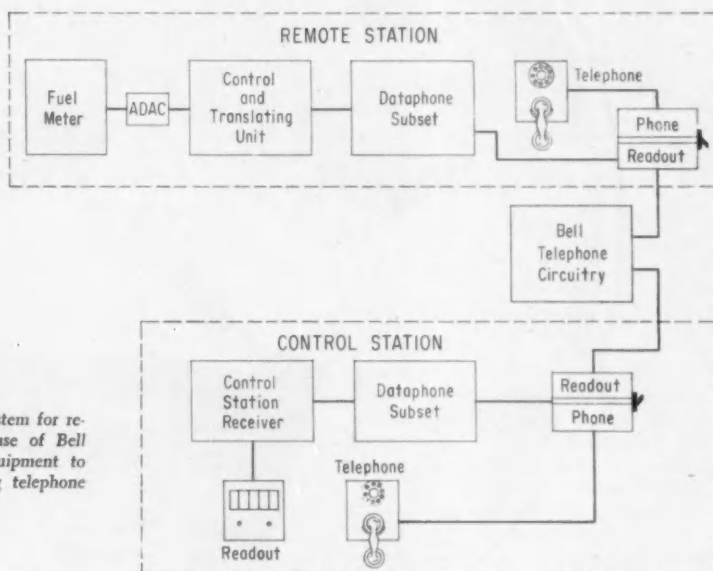 REMOTE STATION
Fuel
Meter
ADAC
Control
and
Translating
Unit
Dataphone
Subset
Telephone
Phone
Readout
Bell
Telephone
Circuitry
CONTROL STATION
Control
Station
Receiver
Dataphone
Subset
Readout
Phone
Telephone
Readout
stem for re-
use of Bell
uipment to
telephone